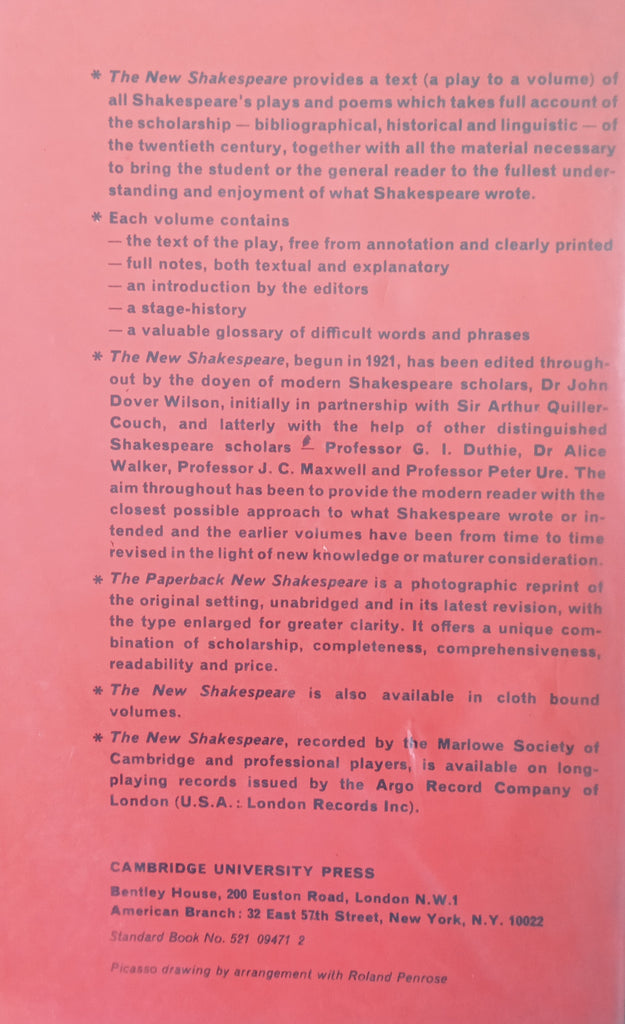 * The New Shakespeare provides a text (a play to a volume) of
all Shakespeare's plays and poems which takes full account of
the scholarship — bibliographical, historical and linguistic — of
the twentieth century, together with all the material necessary
to bring the student or the general reader to the fullest under-
standing and enjoyment of what Shakespeare wrote.
* Each volume contains
— the text of the play, free from annotation and clearly printed
— full notes, both textual and explanatory
— an introduction by the editors
— a stage-history
— a valuable glossary of difficult words and phrases
* The New Shakespeare, begun in 1921, has been edited through-
out by the doyen of modern Shakespeare scholars, Dr John
Dover Wilson, initially in partnership with Sir Arthur Quiller-
Couch, and latterly with the help of other distinguished
Shakespeare scholars — Professor G. I. Duthie, Dr Alice
Walker, Professor J. C. Maxwell and Professor Peter Ure. The
aim throughout has been to provide the modern reader with the
closest possible approach to what Shakespeare wrote or in-
tended and the earlier volumes have been from time to time
revised in the light of new knowledge or maturer consideration.
* The Paperback New Shakespeare is a photographic reprint of
the original setting, unabridged and in its latest revision, with
the type enlarged for greater clarity. It offers a unique com-
bination of scholarship, completeness, comprehensiveness,
readability and price.
* The New Shakespeare is also available in cloth bound
volumes.
* The New Shakespeare, recorded by the Marlowe Society of
Cambridge and professional players, is available on long-
playing records issued by the Argo Record Company of
London (U.S.A.: London Records Inc).
CAMBRIDGE UNIVERSITY PRESS
Bentley House, 200 Euston Road, London N.W.1
American Branch: 32 East 57th Street, New York, N.Y. 10022
Standard Book No. 521 09471 2
Picasso drawing by arrangement with Roland Penrose